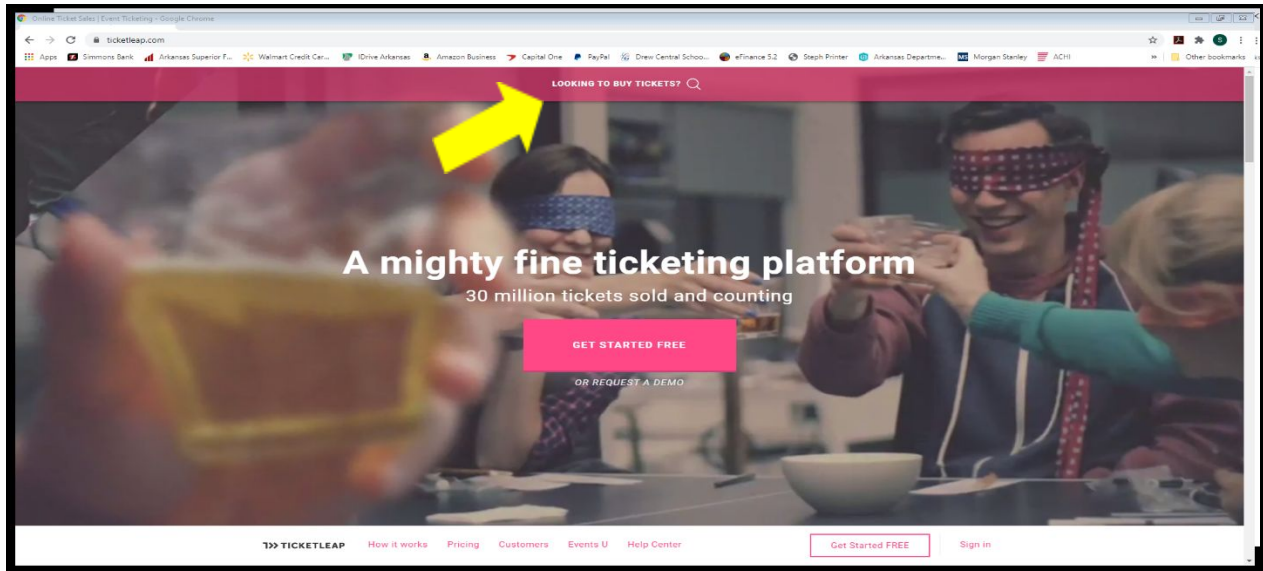 Online Ticket Sales | Event Ticketing - Google Chrome
ticketleap.com
Apps Simmons Bank Arkansas Superior F... Walmart Credit Car... IDrive Arkansas Amazon Business Capital One PayPal Drew Central Schoo... eFinance 5.2 Steph Printer Arkansas Departme... MS Morgan Stanley ACHI » Other bookmarks
LOOKING TO BUY TICKETS?
A mighty fine ticketing platform
30 million tickets sold and counting
GET STARTED FREE
OR REQUEST A DEMO
TICKETLEAP How it works Pricing Customers Events U Help Center Get Started FREE Sign in